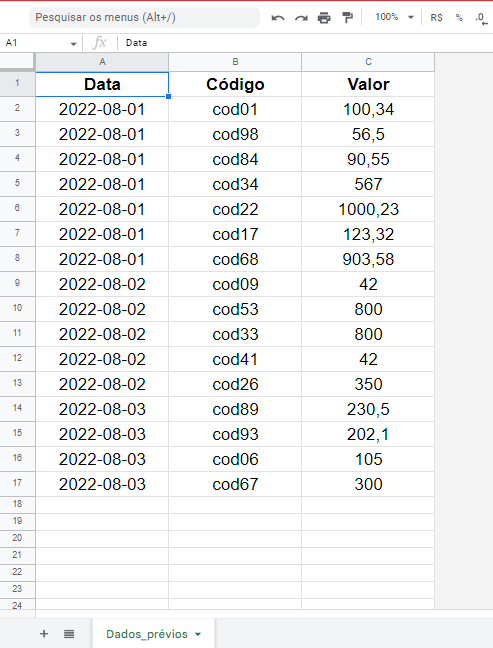 Pesquisar os menus (Alt+/)
100%
R$
%
.0
A1
fx
Data
A B C
1 Data Código Valor
2 2022-08-01 cod01 100,34
3 2022-08-01 cod98 56,5
4 2022-08-01 cod84 90,55
5 2022-08-01 cod34 567
6 2022-08-01 cod22 1000,23
7 2022-08-01 cod17 123,32
8 2022-08-01 cod68 903,58
9 2022-08-02 cod09 42
10 2022-08-02 cod53 800
11 2022-08-02 cod33 800
12 2022-08-02 cod41 42
13 2022-08-02 cod26 350
14 2022-08-03 cod89 230,5
15 2022-08-03 cod93 202,1
16 2022-08-03 cod06 105
17 2022-08-03 cod67 300
18
19
20
21
22
23
24
Dados_prévios